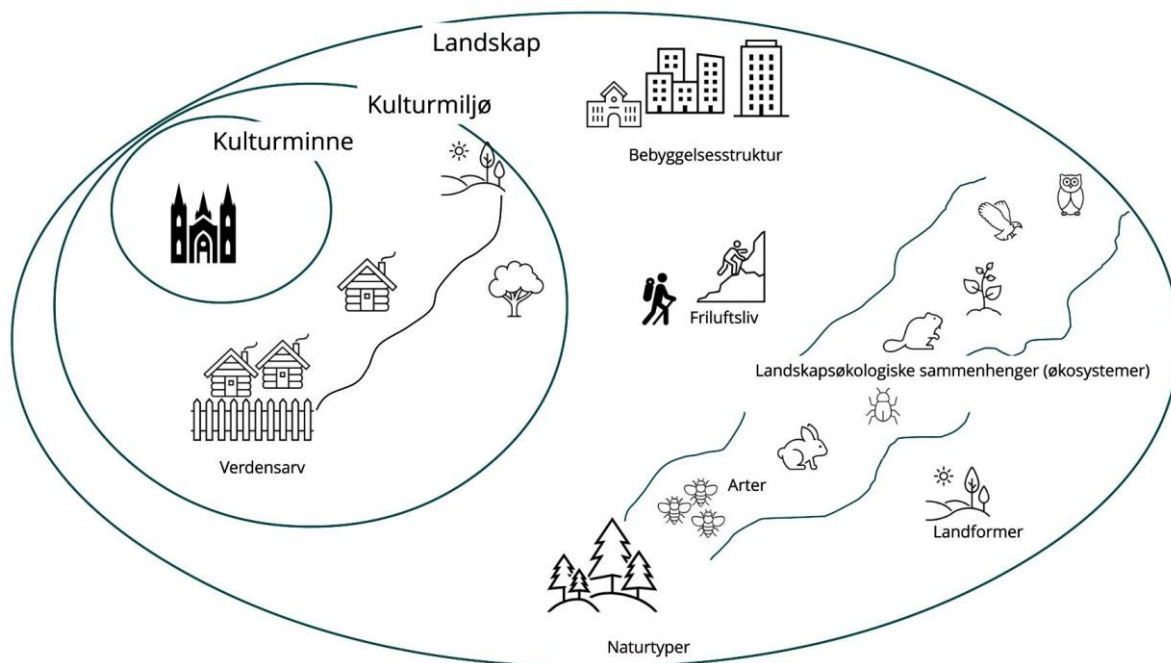 Landskap
Kulturmiljø
Kulturminne
Bebyggelsesstruktur
Friluftsliv
Landskapsøkologiske sammenhenger (økosystemer)
Verdensarv
Arter
Landformer
Naturtyper